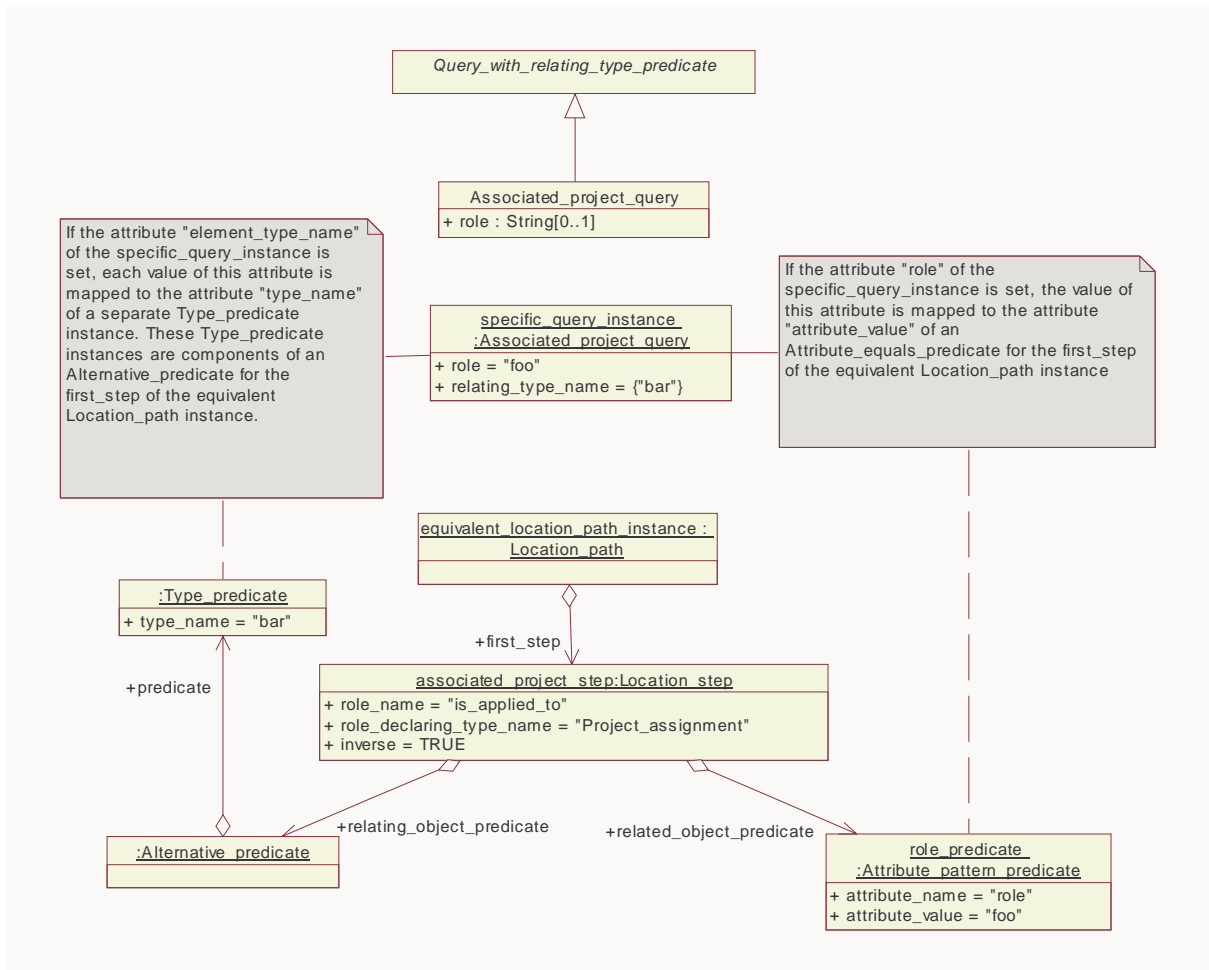 Query_with_relating_type_predicate
Associated_project_query
+ role : String[0..1]
If the attribute "element_type_name"
of the specific_query_instance is
set, each value of this attribute is
mapped to the attribute "type_name"
of a separate Type_predicate
instance. These Type_predicate
instances are components of an
Alternative_predicate for the
first_step of the equivalent
Location_path instance.
specific_query_instance
:Associated_project_query
+ role = "foo"
+ relating_type_name = {"bar"}
If the attribute "role" of the
specific_query_instance is set, the value of
this attribute is mapped to the attribute
"attribute_value" of an
Attribute_equals_predicate for the first_step
of the equivalent Location_path instance
equivalent_location_path_instance :
Location_path
:Type_predicate
+ type_name = "bar"
+first_step
+predicate
associated_project_step:Location_step
+ role_name = "is_applied_to"
+ role_declaring_type_name = "Project_assignment"
+ inverse = TRUE
+relating_object_predicate
+related_object_predicate
:Alternative_predicate
role_predicate
:Attribute_pattern_predicate
+ attribute_name = "role"
+ attribute_value = "foo"